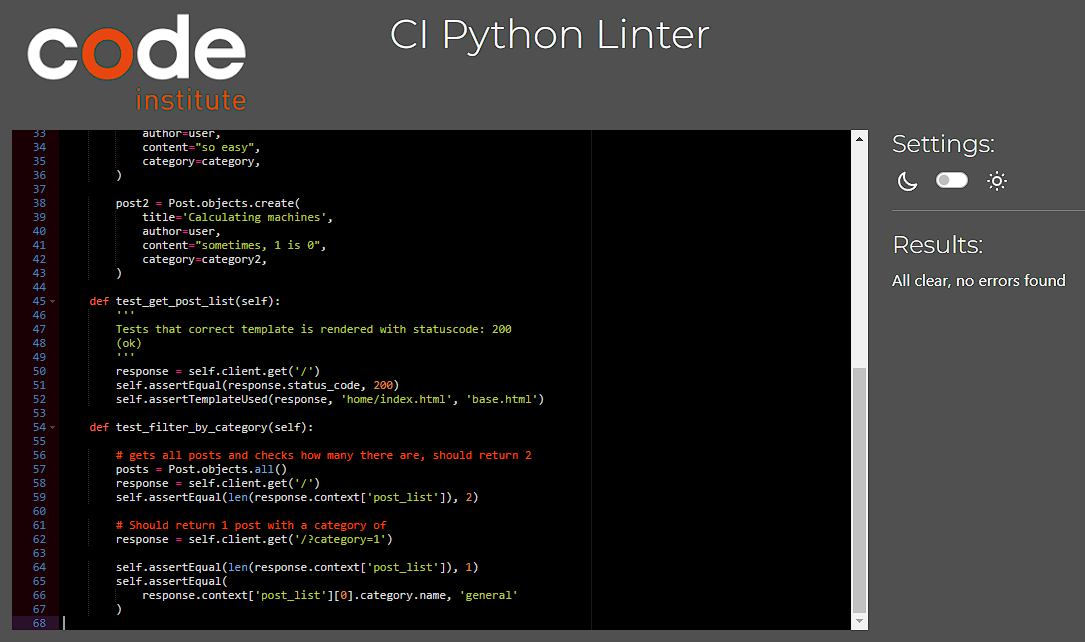 code
institute
CI Python Linter
33             author=user,
34             content="so easy",
35             category=category,
36         )
37
38         post2 = Post.objects.create(
39             title='Calculating machines',
40             author=user,
41             content="sometimes, 1 is 0",
42             category=category2,
43         )
44
45     def test_get_post_list(self):
46         '''
47         Tests that correct template is rendered with statuscode: 200
48         (ok)
49         '''
50         response = self.client.get('/')
51         self.assertEqual(response.status_code, 200)
52         self.assertTemplateUsed(response, 'home/index.html', 'base.html')
53
54     def test_filter_by_category(self):
55
56         # gets all posts and checks how many there are, should return 2
57         posts = Post.objects.all()
58         response = self.client.get('/')
59         self.assertEqual(len(response.context['post_list']), 2)
60
61         # Should return 1 post with a category of
62         response = self.client.get('/?category=1')
63
64         self.assertEqual(len(response.context['post_list']), 1)
65         self.assertEqual(
66             response.context['post_list'][0].category.name, 'general'
67         )
68
Settings:
Results:
All clear, no errors found